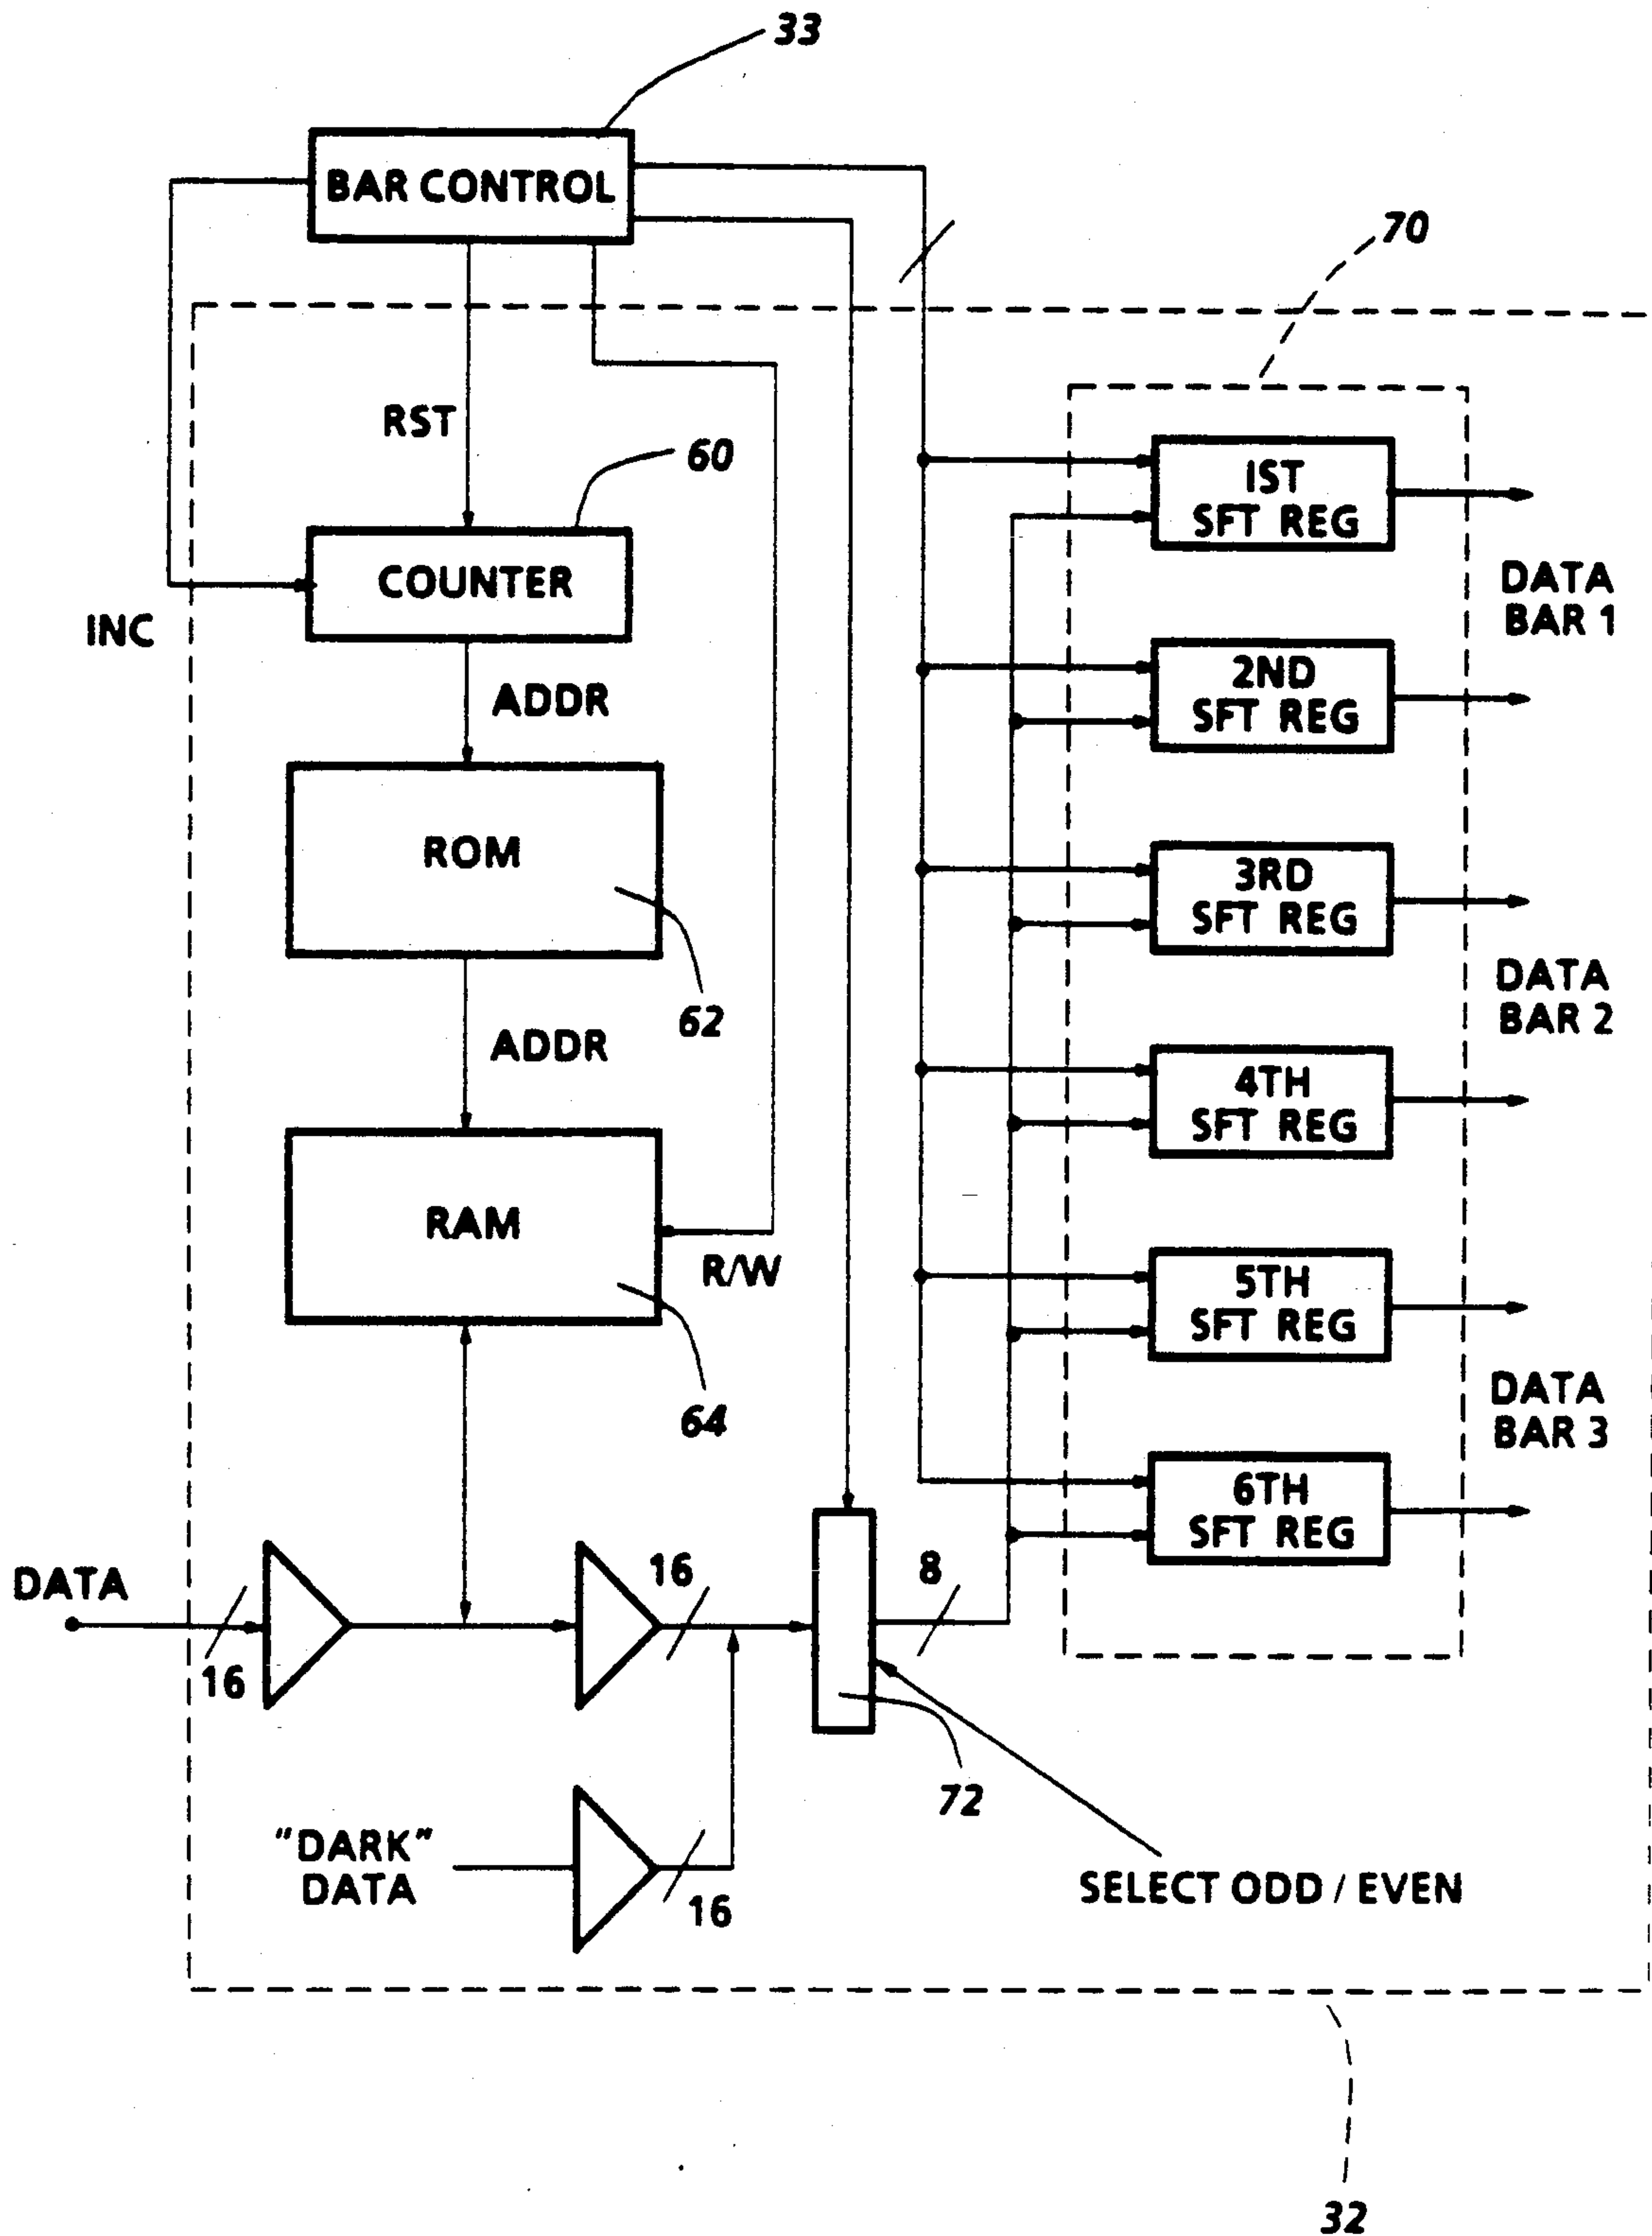 33
BAR CONTROL
70
RST
60
1ST
SFT REG
COUNTER
DATA
BAR 1
INC
2ND
SFT REG
ADDR
ROM
3RD
SFT REG
DATA
BAR 2
62
ADDR
4TH
SFT REG
RAM
R/W
5TH
SFT REG
64
DATA
BAR 3
6TH
SFT REG
DATA
16
16
8
72
"DARK"
DATA
16
SELECT ODD / EVEN
32